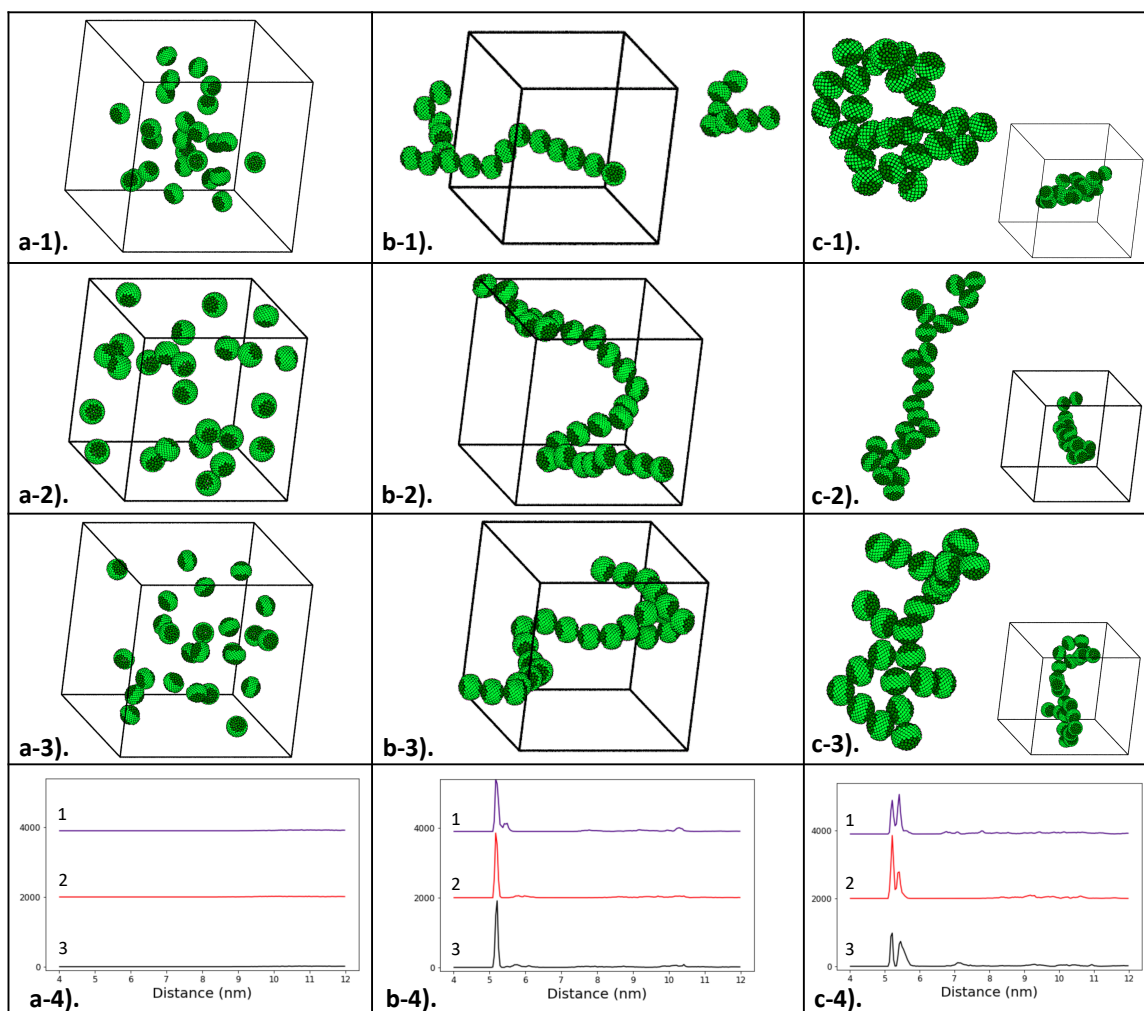 a-1).
b-1).
c-1).
a-2).
b-2).
c-2).
a-3).
b-3).
c-3).
4000
2000
0
1
2
3
4 5 6 7 8 9 10 11 12
Distance (nm)
a-4).
4000
2000
0
1
2
3
4 5 6 7 8 9 10 11 12
Distance (nm)
b-4).
4000
2000
0
1
2
3
4 5 6 7 8 9 10 11 12
Distance (nm)
c-4).